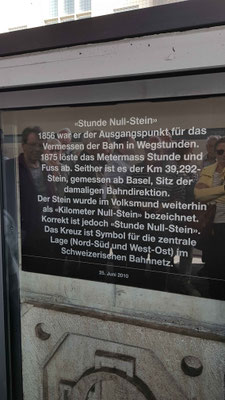 «Stunde Null-Stein»
1856 war er der Ausgangspunkt für das
Vermessen der Bahn in Wegstunden.
1875 löste das Metermass Stunde und
Fuss ab. Seither ist es der Km 39,292-
Stein, gemessen ab Basel, Sitz der
damaligen Bahndirektion.
Der Stein wurde im Volksmund weiterhin
als «Kilometer Null-Stein» bezeichnet.
Korrekt ist jedoch «Stunde Null-Stein».
Das Kreuz ist Symbol für die zentrale
Lage (Nord-Süd und West-Ost) im
Schweizerischen Bahnnetz.
25. Juni 2010